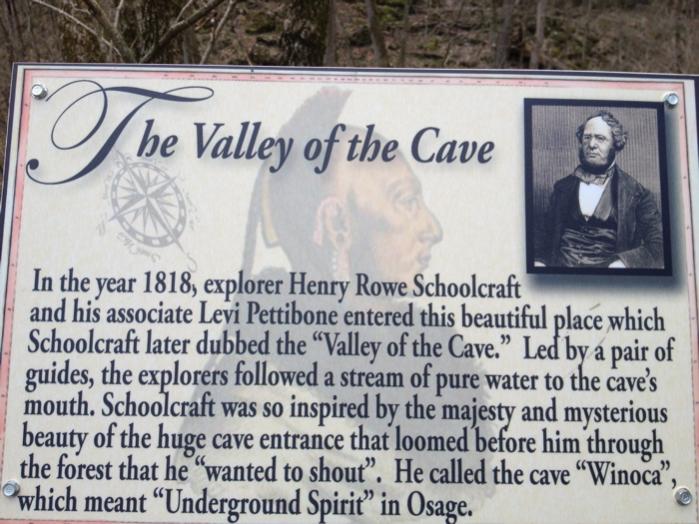 The Valley of the Cave
In the year 1818, explorer Henry Rowe Schoolcraft
and his associate Levi Pettibone entered this beautiful place which
Schoolcraft later dubbed the “Valley of the Cave.” Led by a pair of
guides, the explorers followed a stream of pure water to the cave's
mouth. Schoolcraft was so inspired by the majesty and mysterious
beauty of the huge cave entrance that loomed before him through
the forest that he “wanted to shout”. He called the cave “Winoca”,
which meant “Underground Spirit” in Osage.